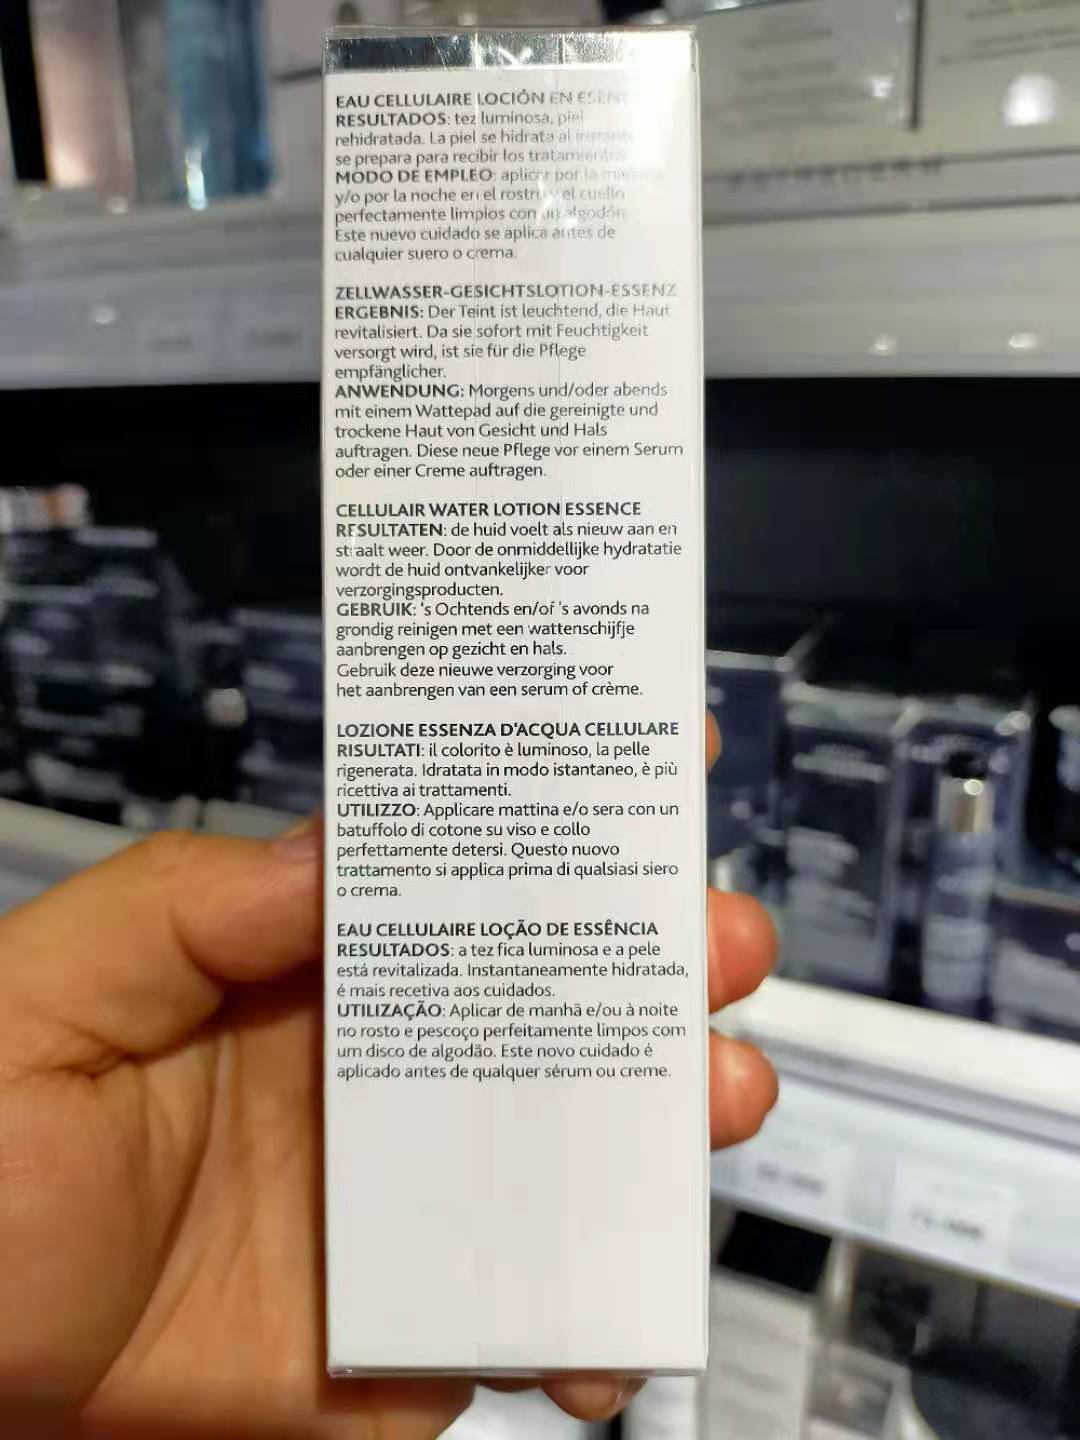 EAU CELLULAIRE LOCIÓN EN ESENC
RESULTADOS: tez luminosa, piel
rehidratada. La piel se hidrata al instante
se prepara para recibir los tratamientos
MODO DE EMPLEO: aplicar por la mañana
y/o por la noche en el rostro y el cuello
perfectamente limpios con un algodón.
Este nuevo cuidado se aplica antes de
cualquier suero o crema.
ZELLWASSER-GESICHTSLOTION-ESSENZ
ERGEBNIS: Der Teint ist leuchtend, die Haut
revitalisiert. Da sie sofort mit Feuchtigkeit
versorgt wird, ist sie für die Pflege
empfänglicher.
ANWENDUNG: Morgens und/oder abends
mit einem Wattepad auf die gereinigte und
trockene Haut von Gesicht und Hals
auftragen. Diese neue Pflege vor einem Serum
oder einer Creme auftragen.
CELLULAIR WATER LOTION ESSENCE
RESULTATEN: de huid voelt als nieuw aan en
straalt weer. Door de onmiddellijke hydratatie
wordt de huid ontvankelijker voor
verzorgingsproducten.
GEBRUIK: 's Ochtends en/of 's avonds na
grondig reinigen met een wattenschijfje
aanbrengen op gezicht en hals.
Gebruik deze nieuwe verzorging voor
het aanbrengen van een serum of crème.
LOZIONE ESSENZA D'ACQUA CELLULARE
RISULTATI: il colorito è luminoso, la pelle
rigenerata. Idratata in modo istantaneo, è più
ricettiva ai trattamenti.
UTILIZZO: Applicare mattina e/o sera con un
batuffolo di cotone su viso e collo
perfettamente detersi. Questo nuovo
trattamento si applica prima di qualsiasi siero
o crema.
EAU CELLULAIRE LOÇÃO DE ESSÊNCIA
RESULTADOS: a tez fica luminosa e a pele
está revitalizada. Instantaneamente hidratada,
é mais recetiva aos cuidados.
UTILIZAÇÃO: Aplicar de manhã e/ou à noite
no rosto e pescoço perfeitamente limpos com
um disco de algodão. Este novo cuidado é
aplicado antes de qualquer sérum ou creme.